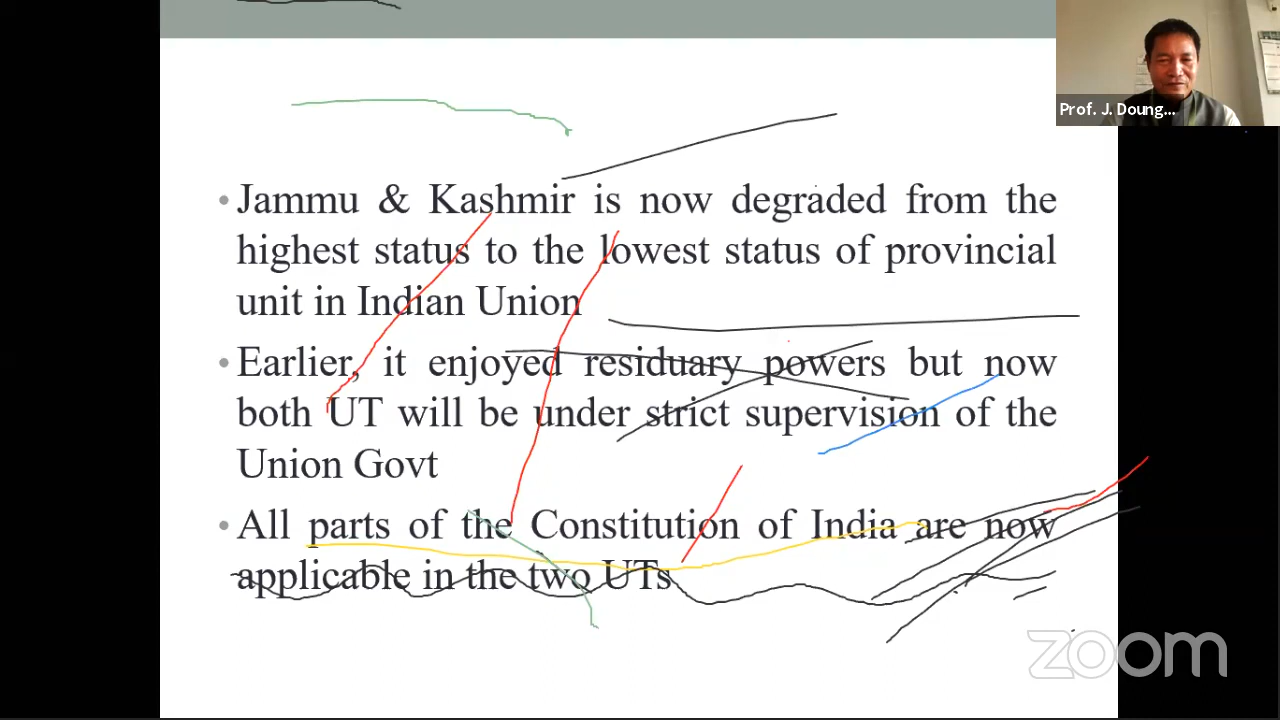 Prof. J. Doung...
• Jammu & Kashmir is now degraded from the
highest status to the lowest status of provincial
unit in Indian Union
• Earlier, it enjoyed residuary powers but now
both UT will be under strict supervision of the
Union Govt
• All parts of the Constitution of India are now
applicable in the two UTs
zoom